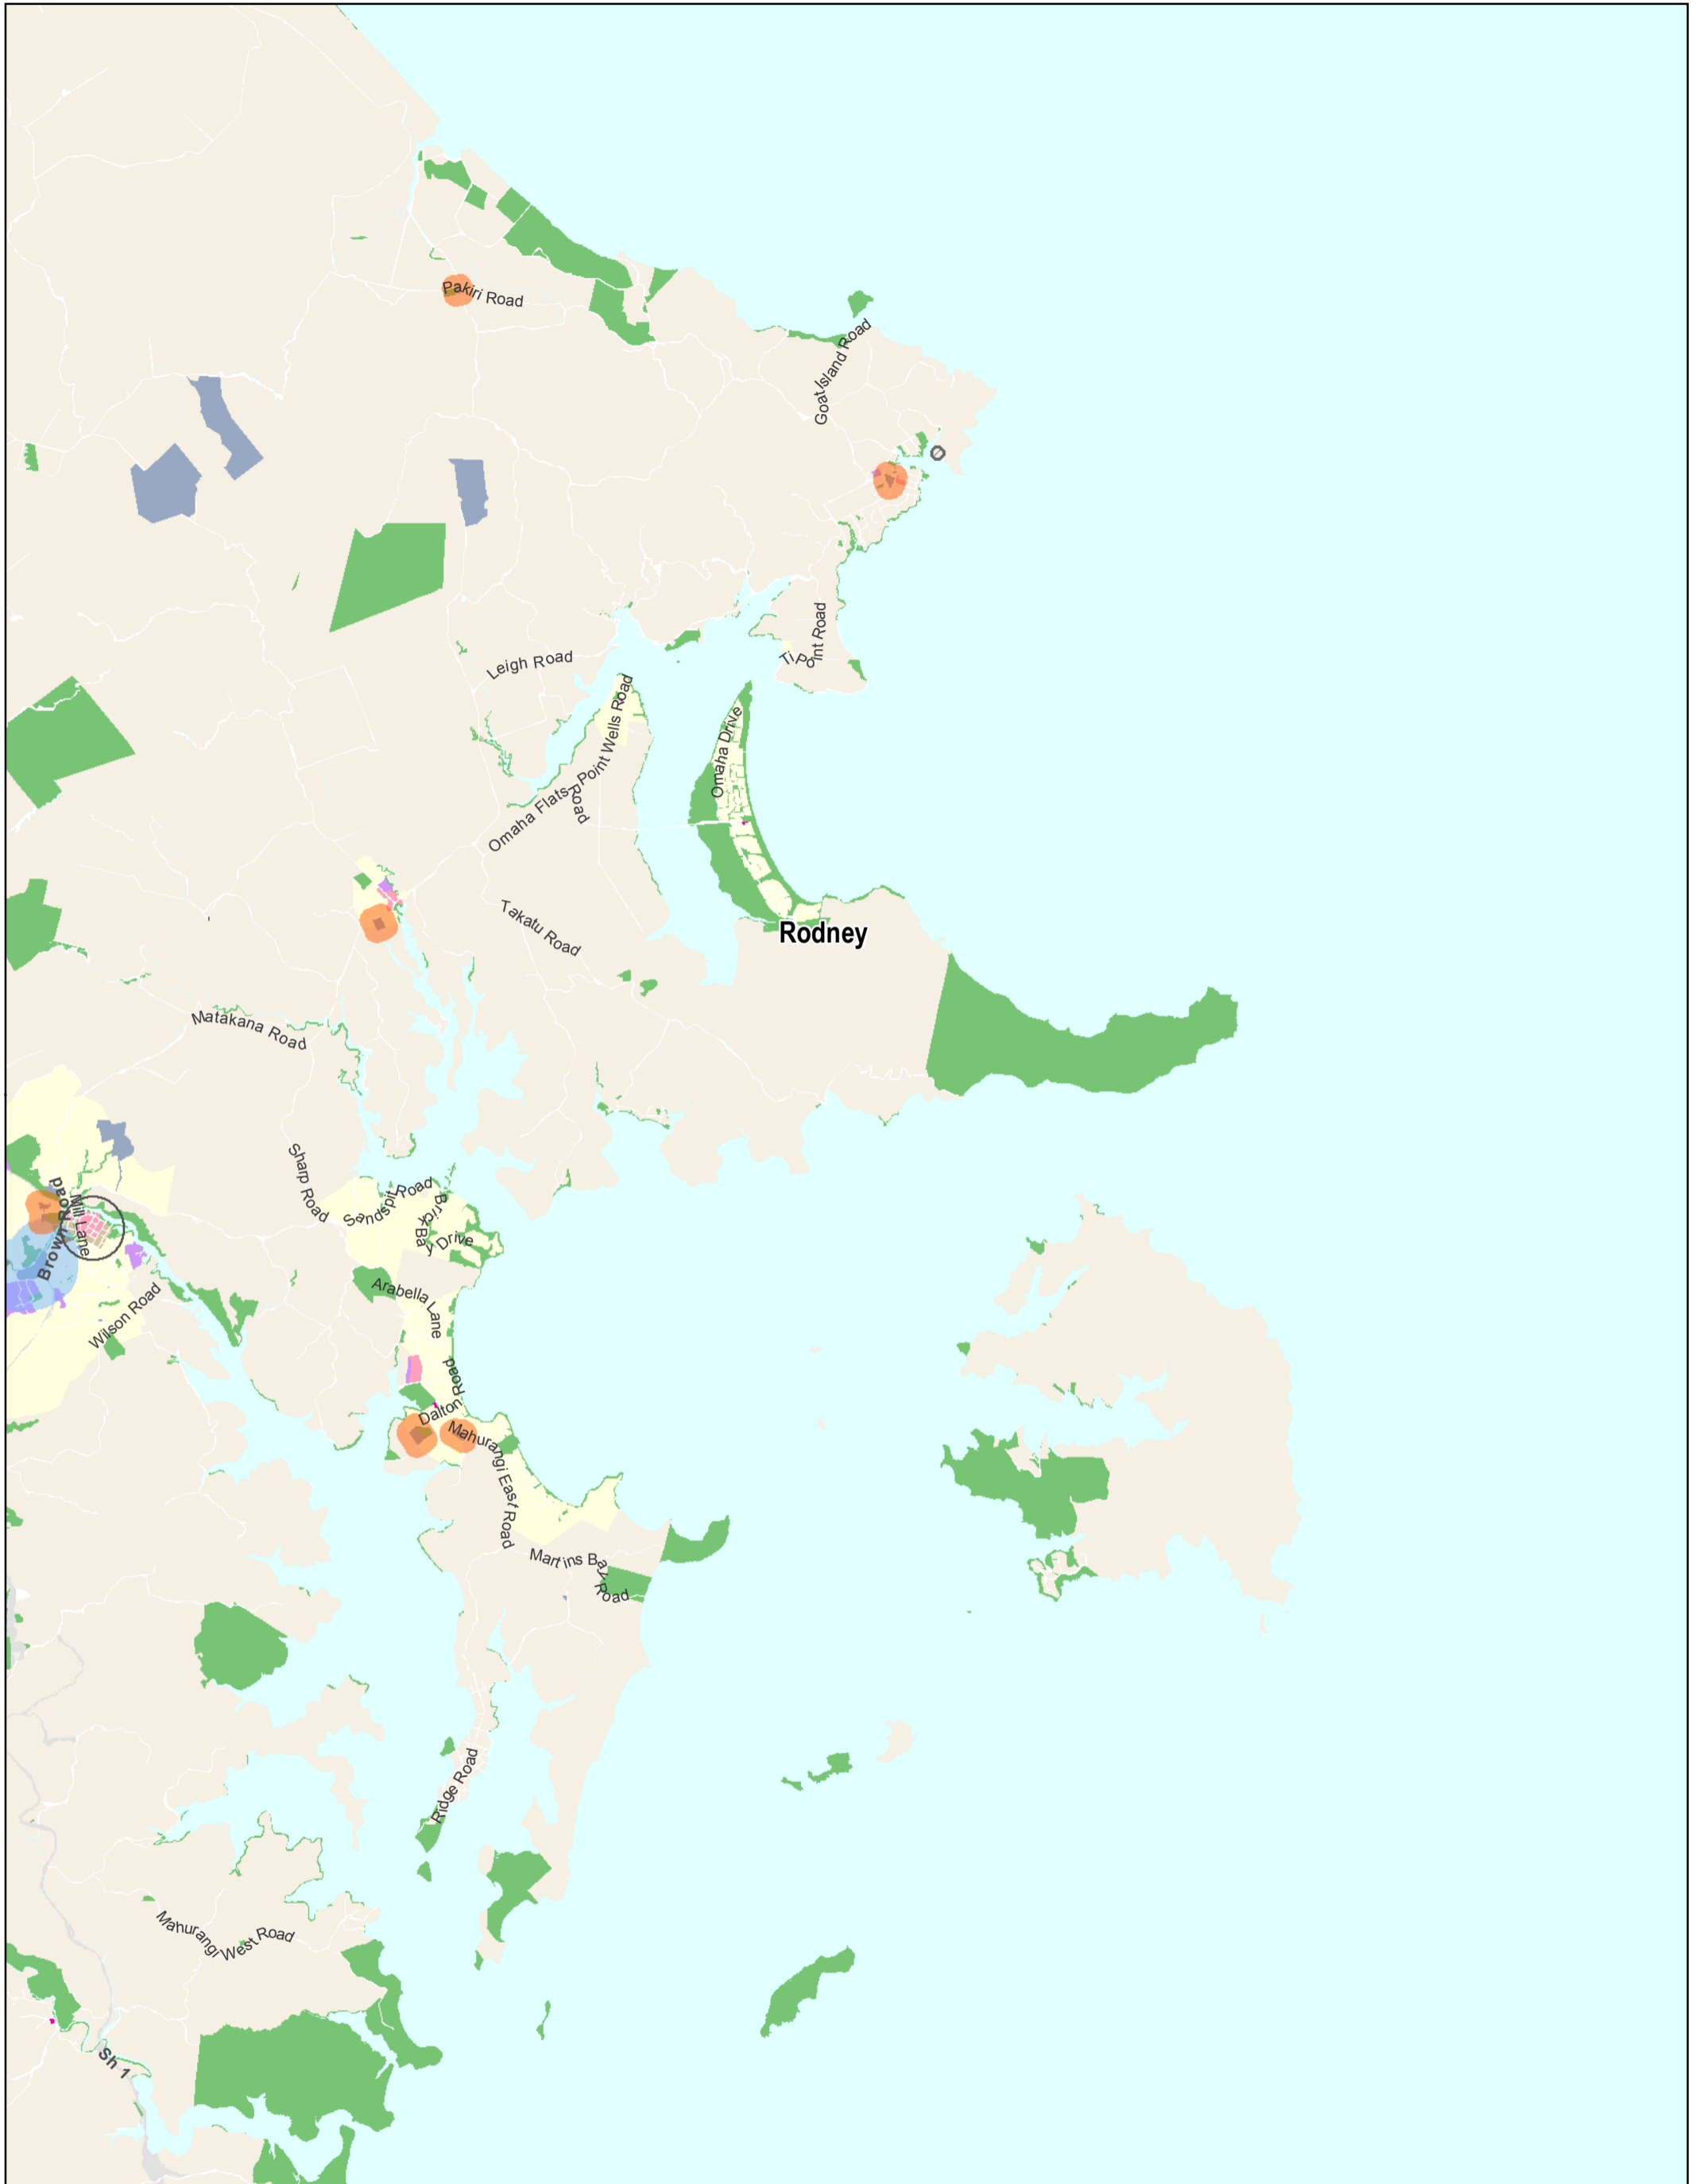 Pakiri Road
Goat Island Road
Leigh Road
Ti Point Road
Point Wells Road
Omaha Drive
Omaha Flats Road
Rodney
Takatu Road
Matakana Road
Sharp Road
Sandspit Road
Brick Bay Drive
Brown Road
Mill Lane
Arabella Lane
Wilson Road
Dalton Road
Mahurangi East Road
Martins Bay Road
Ridge Road
Mahurangi West Road
Sh 1